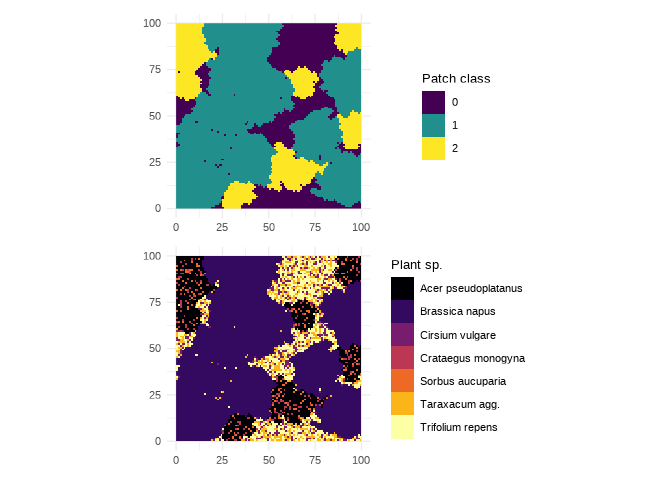 100
75
50
25
0
0
25
50
75
100
Patch class
0
1
2
100
75
50
25
0
0
25
50
75
100
Plant sp.
Acer pseudoplatanus
Brassica napus
Cirsium vulgare
Crataegus monogyna
Sorbus aucuparia
Taraxacum agg.
Trifolium repens